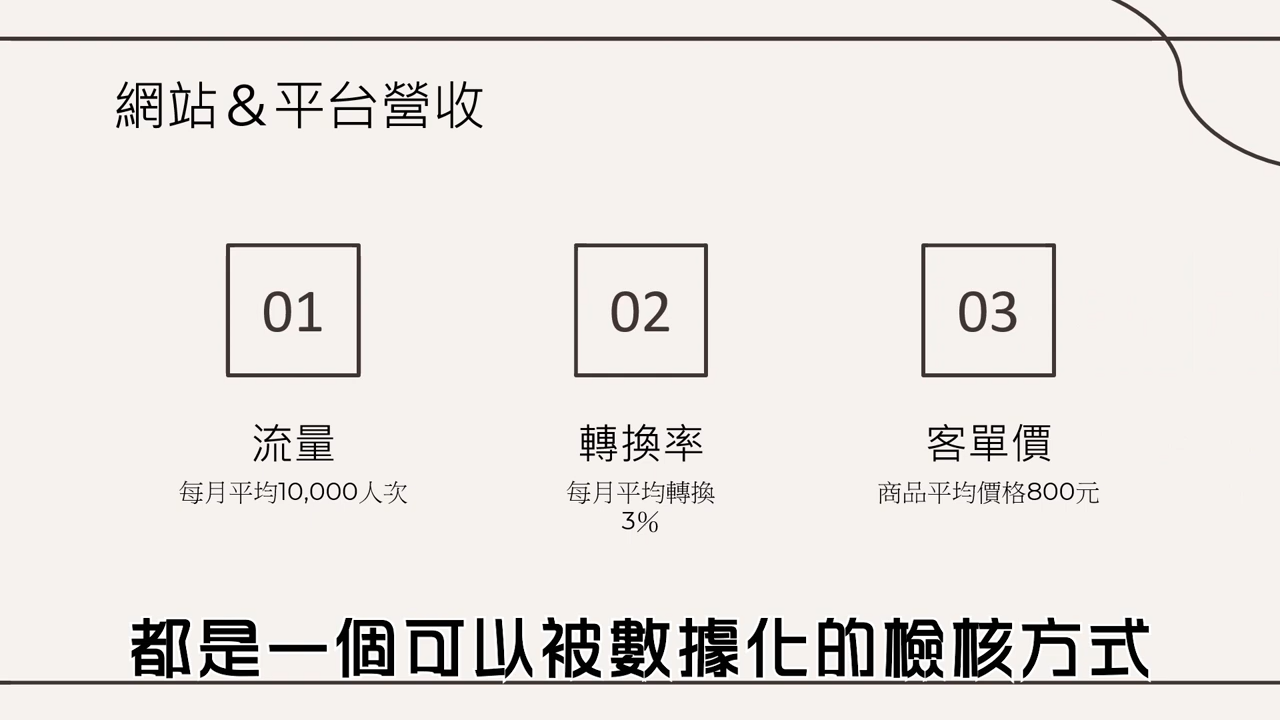 網站&平台營收
01
02
03
流量
轉換率
客單價
每月平均10,000人次
每月平均轉換
3%
商品平均價格800元
都是一個可以被數據化的檢核方式